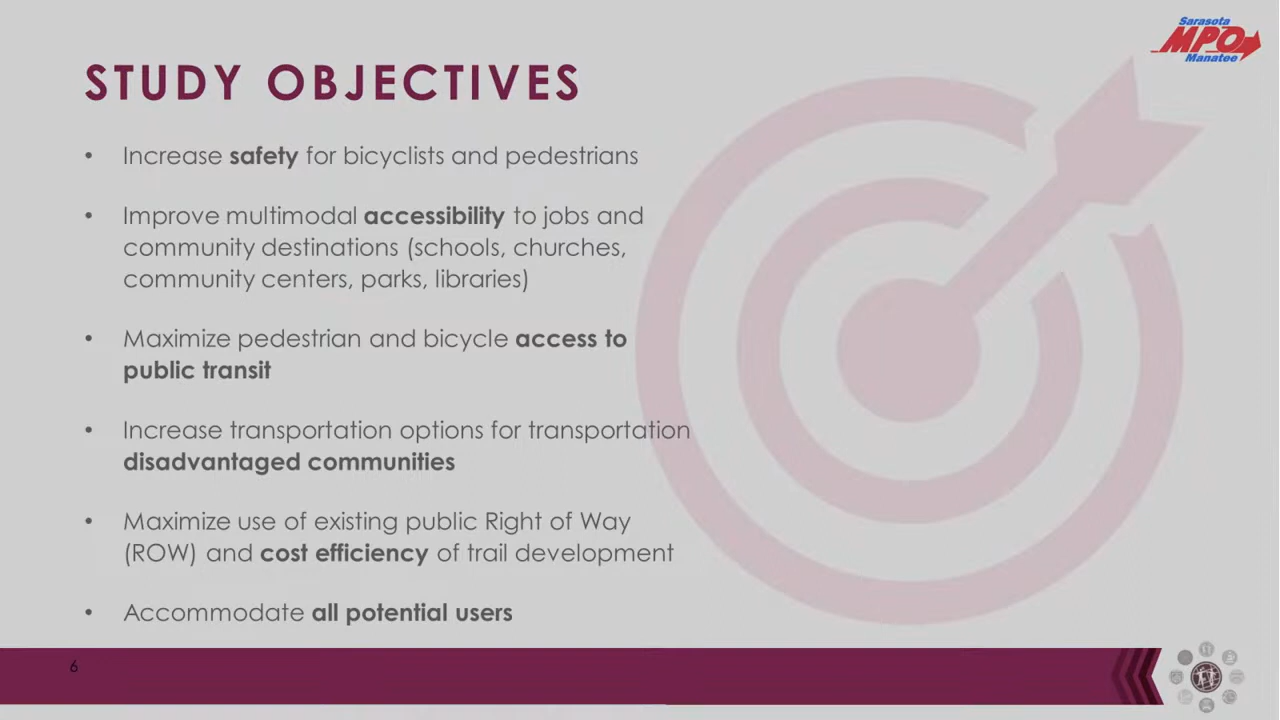 Sarasota
MPO
Manatee
STUDY OBJECTIVES
• Increase safety for bicyclists and pedestrians
• Improve multimodal accessibility to jobs and
community destinations (schools, churches,
community centers, parks, libraries)
• Maximize pedestrian and bicycle access to
public transit
• Increase transportation options for transportation
disadvantaged communities
• Maximize use of existing public Right of Way
(ROW) and cost efficiency of trail development
• Accommodate all potential users
6